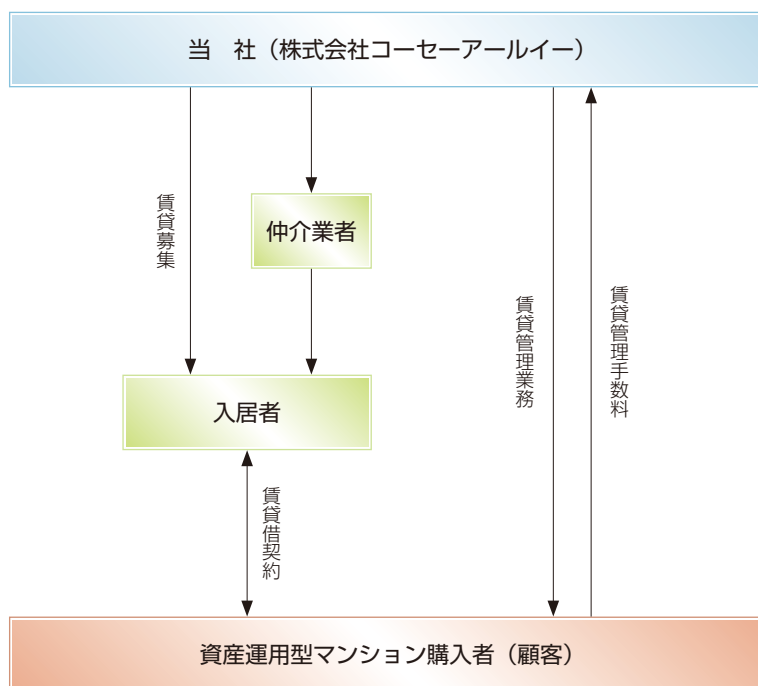 当　社（株式会社コーセーアールイー）
賃貸募集
仲介業者
賃貸管理業務
賃貸管理手数料
入居者
賃貸借契約
資産運用型マンション購入者（顧客）